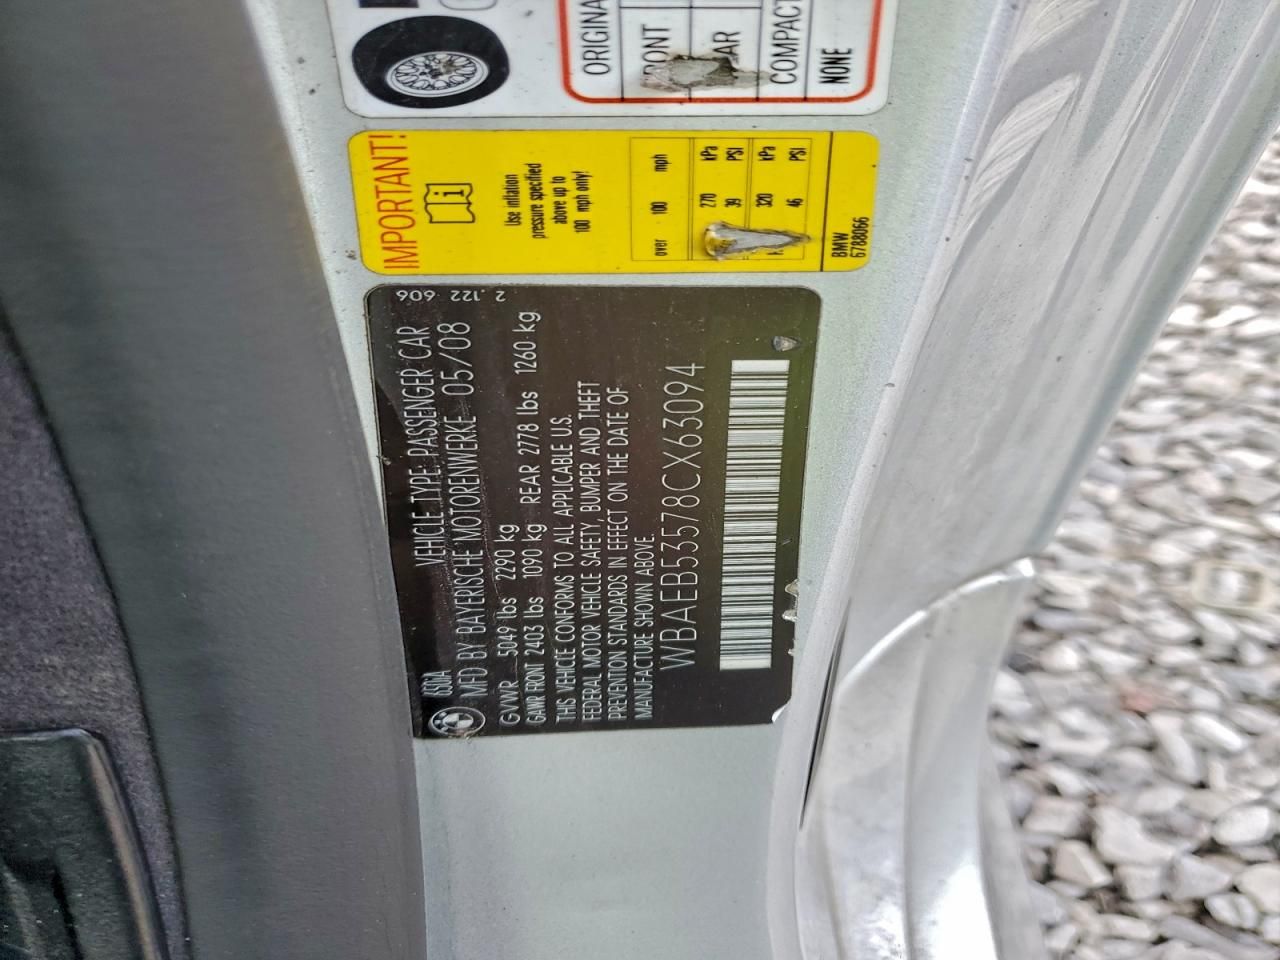 ORIGINA
COMPACT
NONE
IMPORTANT!
i
Use inflation
pressure specified
above up to
100 mph only!
over 100 mph
270 kPa
39 PSI
320 kPa
46 PSI
BMW
6788066
2 122 606
US01A
VEHICLE TYPE: PASSENGER CAR
MFD BY BAYERISCHE MOTORENWERKE 05/08
GVWR 5049 lbs 2290 kg
GAWR FRONT 2403 lbs 1090 kg REAR 2778 lbs 1260 kg
THIS VEHICLE CONFORMS TO ALL APPLICABLE U.S.
FEDERAL MOTOR VEHICLE SAFETY, BUMPER AND THEFT
PREVENTION STANDARDS IN EFFECT ON THE DATE OF
MANUFACTURE SHOWN ABOVE.
WBAEB53578CX63094